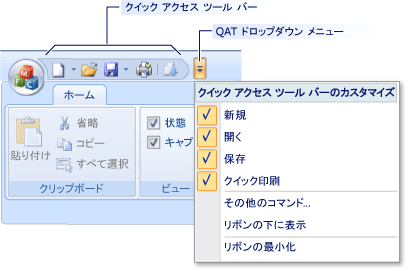 クイック アクセス ツール バー
QAT ドロップダウン メニュー
ホーム
クイック アクセス ツール バーのカスタマイズ
新規
開く
保存
クイック印刷
その他のコマンド...
リボンの下に表示
リボンの最小化
貼り付け
省略
コピー
すべて選択
クリップボード
状態
キャプ
ビュー